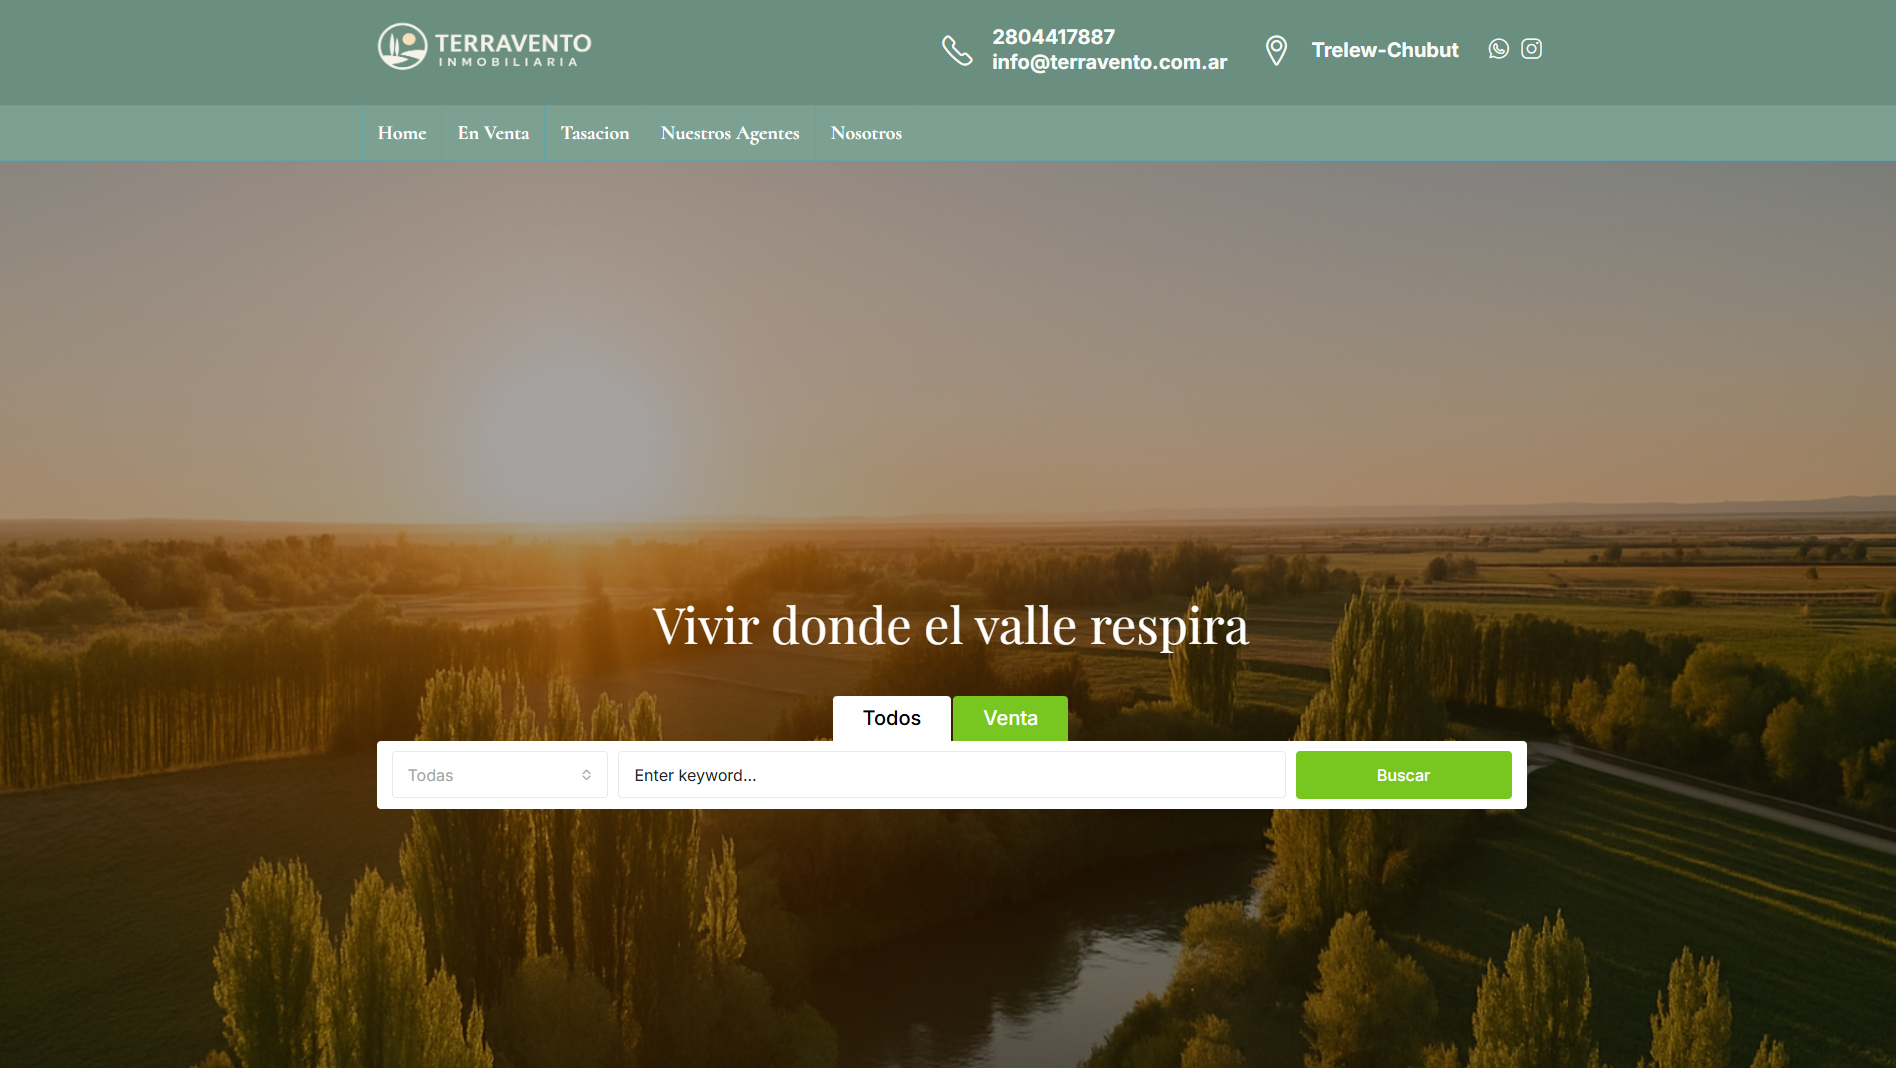 TERRAVENTO
INMOBILIARIA
2804417887
info@terravento.com.ar
Trelew-Chubut
Home
En Venta
Tasacion
Nuestros Agentes
Nosotros
Vivir donde el valle respira
Todos
Venta
Todas
Enter keyword...
Buscar